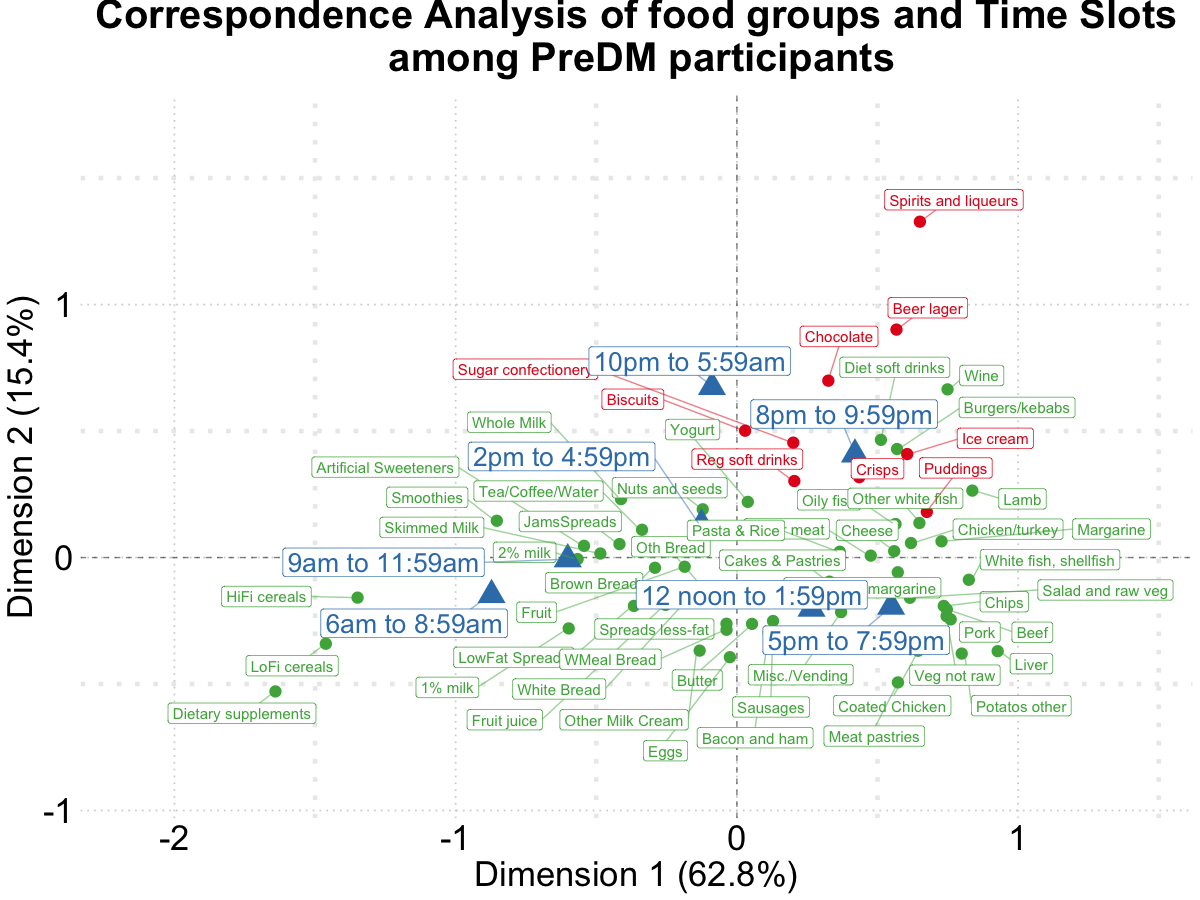 Correspondence Analysis of food groups and Time Slots
among PreDM participants
Dimension 2 (15.4%)
1
0
-1
-2
-1
0
1
Dimension 1 (62.8%)
Spirits and liqueurs
Beer lager
Chocolate
10pm to 5:59am
Sugar confectionery
Diet soft drinks
Wine
Biscuits
8pm to 9:59pm
Burgers/kebabs
Whole Milk
Yogurt
Ice cream
2pm to 4:59pm
Reg soft drinks
Crisps
Puddings
Artificial Sweeteners
Smoothies
Tea/Coffee/Water
Nuts and seeds
Oily fis
Other white fish
Lamb
Skimmed Milk
JamsSpreads
Pasta & Rice
meat
Cheese
Chicken/turkey
Margarine
2% milk
Oth Bread
Cakes & Pastries
White fish, shellfish
9am to 11:59am
Brown Bread
margarine
Salad and raw veg
HiFi cereals
12 noon to 1:59pm
Chips
Fruit
6am to 8:59am
Spreads less-fat
5pm to 7:59pm
Pork
Beef
LoFi cereals
LowFat Spread
WMeal Bread
Liver
1% milk
White Bread
Butter
Misc./Vending
Veg not raw
Dietary supplements
Fruit juice
Other Milk Cream
Sausages
Coated Chicken
Potatos other
Eggs
Bacon and ham
Meat pastries